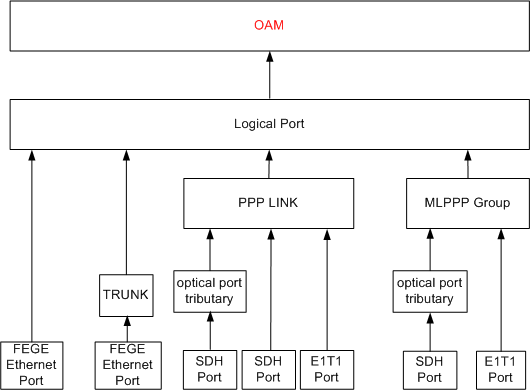 OAM
Logical Port
PPP LINK
MLPPP Group
optical port
tributary
optical port
tributary
TRUNK
FEGE
Ethernet
Port
FEGE
Ethernet
Port
SDH
Port
SDH
Port
E1T1
Port
SDH
Port
E1T1
Port